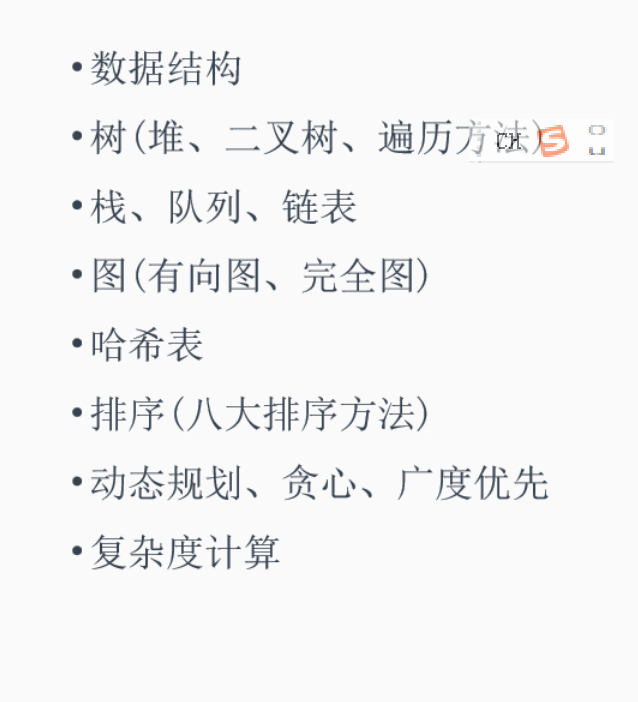 •数据结构
•树(堆、二叉树、遍历方法)
CH
•栈、队列、链表
•图(有向图、完全图)
•哈希表
•排序(八大排序方法)
•动态规划、贪心、广度优先
•复杂度计算